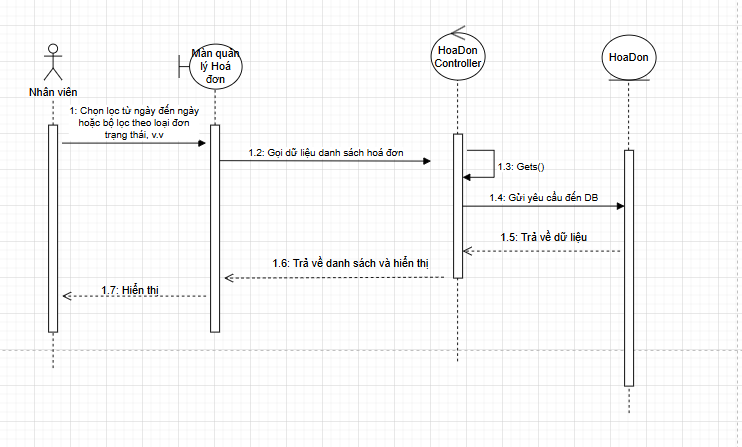 Màn quản
lý Hoá
đơn
HoaDon
Controller
HoaDon
Nhân viên
1: Chọn lọc từ ngày đến ngày
hoặc bộ lọc theo loại đơn
trạng thái, v.v
1.2: Gọi dữ liệu danh sách hoá đơn
1.3: Gets()
1.4: Gửi yêu cầu đến DB
1.5: Trả về dữ liệu
1.6: Trả về danh sách và hiển thị
1.7: Hiển thị